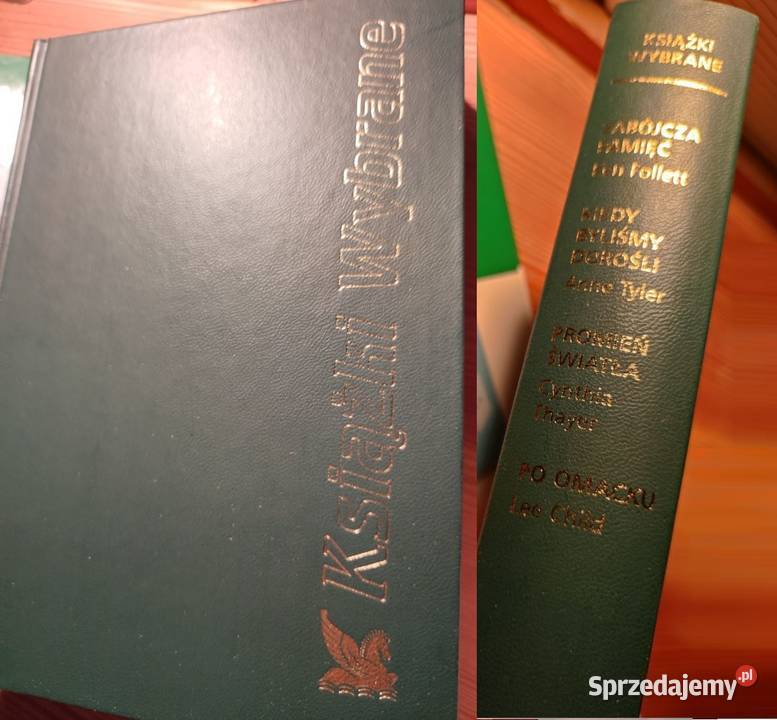 Książki Wybrane
KSIĄŻKI
WYBRANE
ZABÓJCZA
PAMIĘĆ
Ken Follett
KIEDY
BYLIŚMY
DOROŚLI
Anne Tyler
PROMIEŃ
ŚWIATŁA
Cynthia
Thayer
PO OMACKU
Lee Child
Sprzedajemy.pl